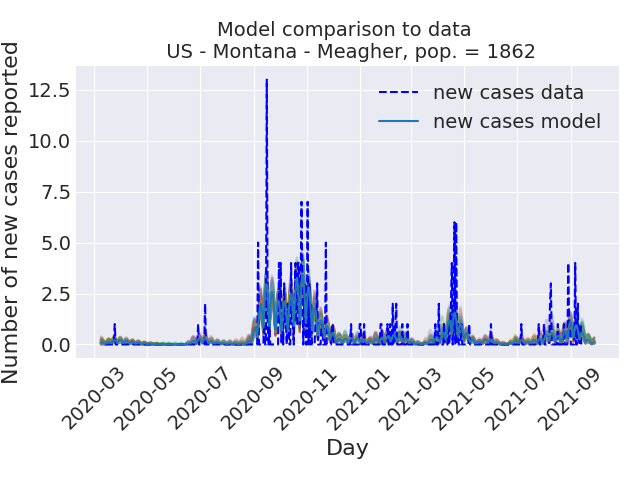 Model comparison to data
US - Montana - Meagher, pop. = 1862
Number of new cases reported
12.5
10.0
7.5
5.0
2.5
0.0
new cases data
new cases model
2020-03
2020-05
2020-07
2020-09
2020-11
2021-01
2021-03
2021-05
2021-07
2021-09
Day